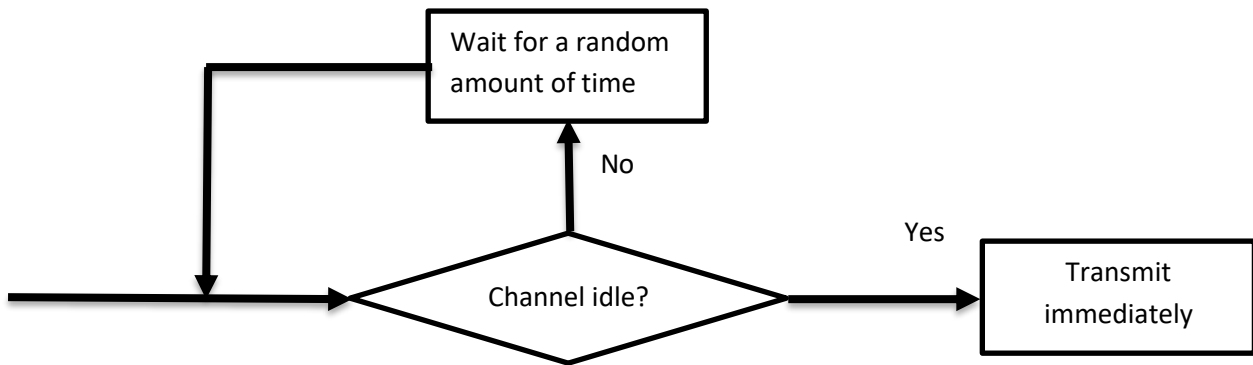 Wait for a random
amount of time
No
Yes
Channel idle?
Transmit
immediately